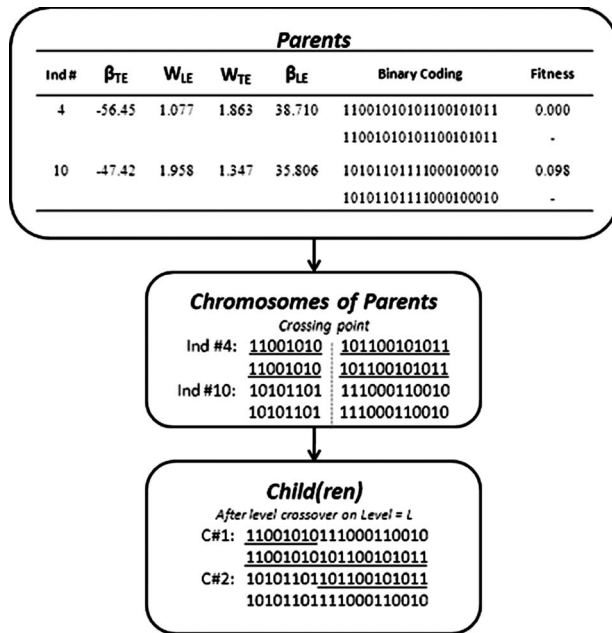 Parents
Ind # βTE WLE WTE βLE Binary Coding Fitness
4 -56.45 1.077 1.863 38.710 11001010101100101011 0.000
11001010101100101011 -
10 -47.42 1.958 1.347 35.806 10101101111000100010 0.098
10101101111000100010 -
Chromosomes of Parents
Crossing point
Ind #4: 11001010 101100101011
11001010 101100101011
Ind #10: 10101101 111000110010
10101101 111000110010
Child(ren)
After level crossover on Level = L
C#1: 11001010111000110010
11001010101100101011
C#2: 10101101101100101011
10101101111000110010